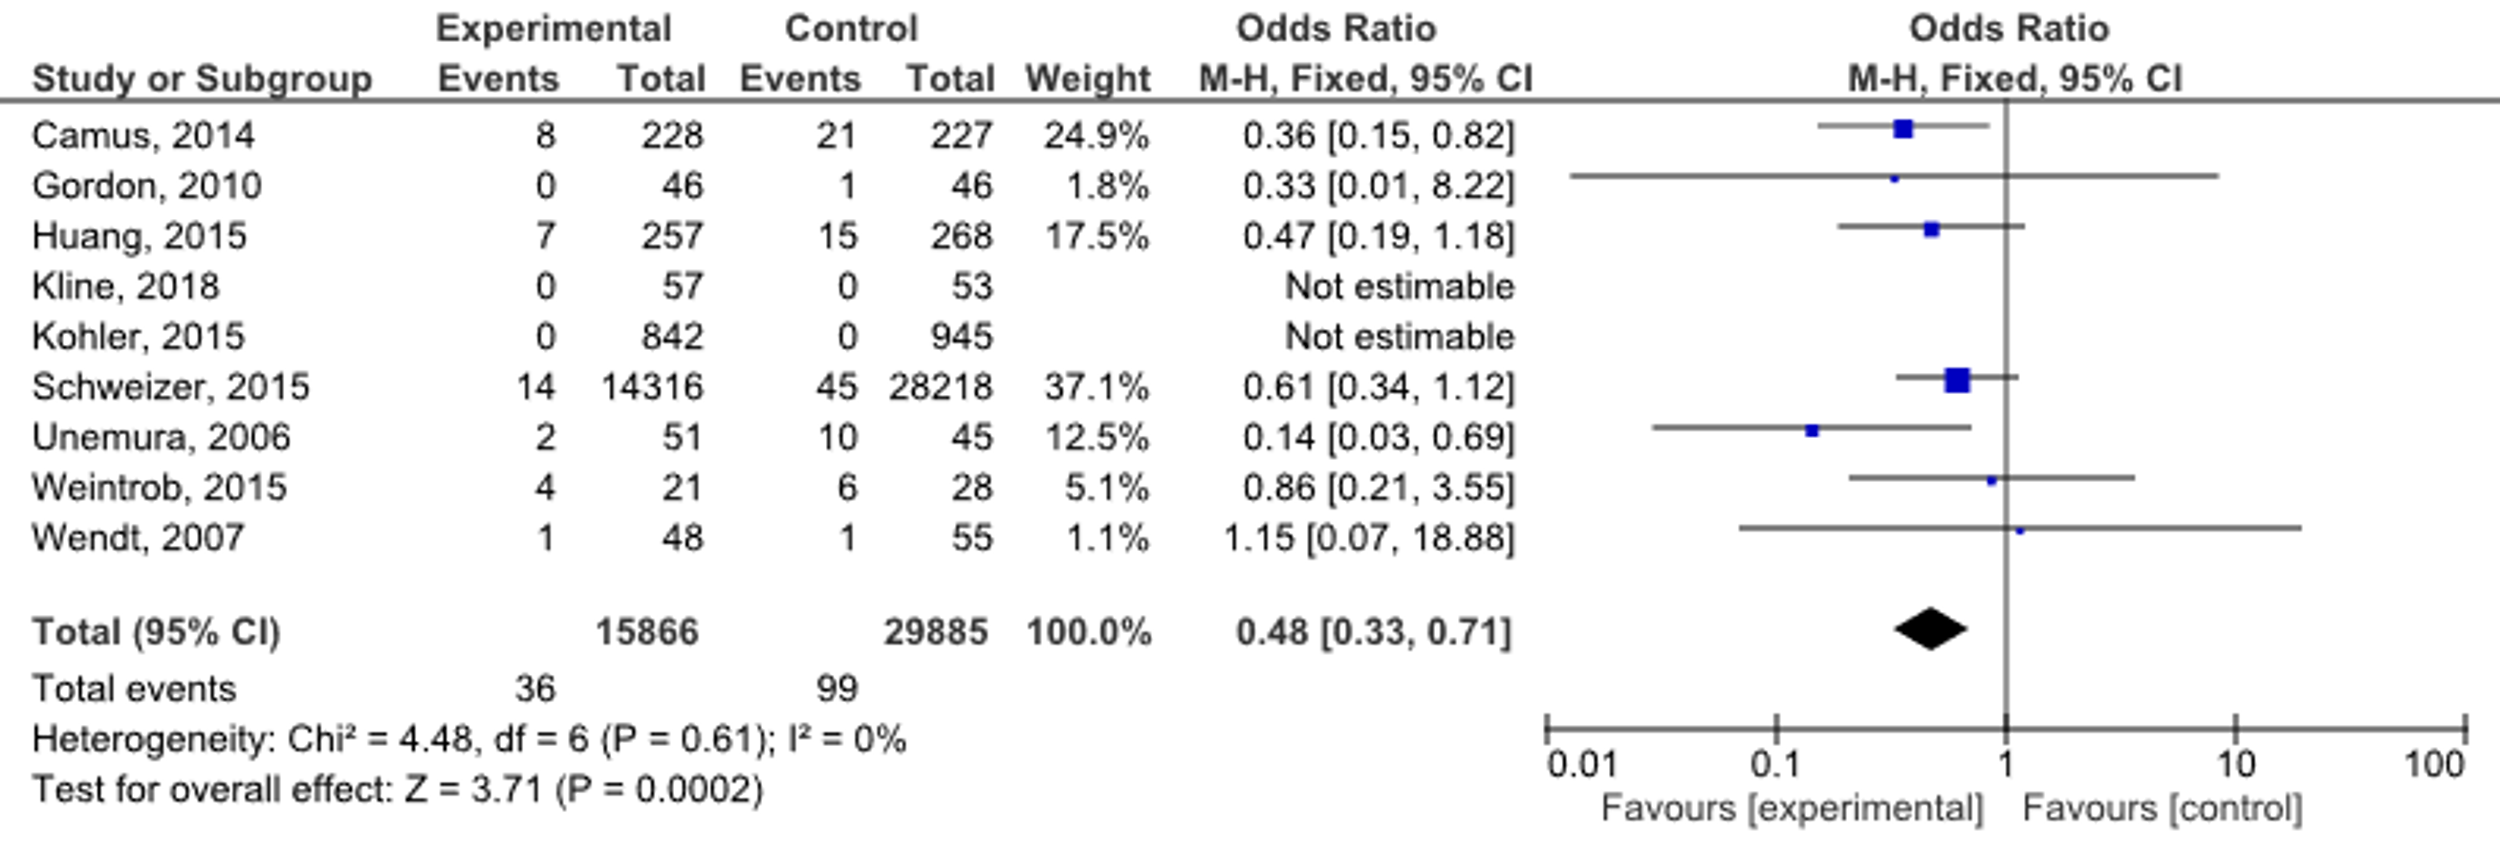 Experimental Control Odds Ratio Odds Ratio
Study or Subgroup Events Total Events Total Weight M-H, Fixed, 95% CI M-H, Fixed, 95% CI
Camus, 2014 8 228 21 227 24.9% 0.36 [0.15, 0.82]
Gordon, 2010 0 46 1 46 1.8% 0.33 [0.01, 8.22]
Huang, 2015 7 257 15 268 17.5% 0.47 [0.19, 1.18]
Kline, 2018 0 57 0 53 Not estimable
Kohler, 2015 0 842 0 945 Not estimable
Schweizer, 2015 14 14316 45 28218 37.1% 0.61 [0.34, 1.12]
Unemura, 2006 2 51 10 45 12.5% 0.14 [0.03, 0.69]
Weintrob, 2015 4 21 6 28 5.1% 0.86 [0.21, 3.55]
Wendt, 2007 1 48 1 55 1.1% 1.15 [0.07, 18.88]
Total (95% CI) 15866 29885 100.0% 0.48 [0.33, 0.71]
Total events 36 99
Heterogeneity: Chi² = 4.48, df = 6 (P = 0.61); I² = 0%
Test for overall effect: Z = 3.71 (P = 0.0002)
0.01 0.1 1 10 100
Favours [experimental] Favours [control]